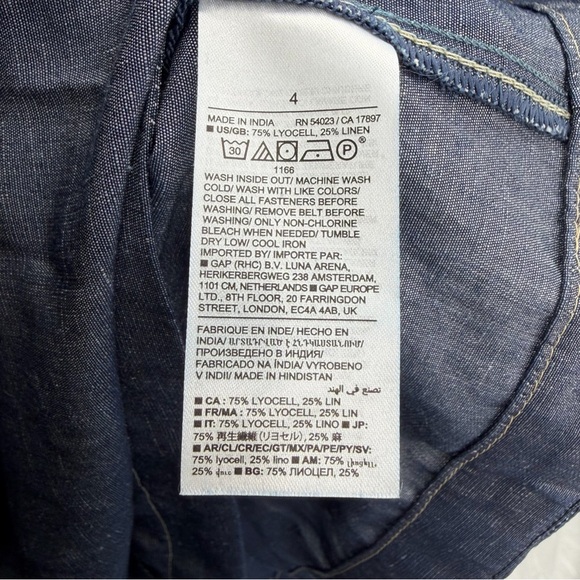 4
MADE IN INDIA RN 54023 / CA 17897
■ US/GB: 75% LYOCELL, 25% LINEN
30 P
1166
WASH INSIDE OUT/ MACHINE WASH
COLD/ WASH WITH LIKE COLORS/
CLOSE ALL FASTENERS BEFORE
WASHING/ REMOVE BELT BEFORE
WASHING/ ONLY NON-CHLORINE
BLEACH WHEN NEEDED/ TUMBLE
DRY LOW/ COOL IRON
IMPORTED BY/ IMPORTE PAR:
■ GAP (RHC) B.V. LUNA ARENA,
HERIKERBERGWEG 238 AMSTERDAM,
1101 CM, NETHERLANDS ■ GAP EUROPE
LTD., 8TH FLOOR, 20 FARRINGDON
STREET, LONDON, EC4A 4AB, UK
FABRIQUE EN INDE/ HECHO EN
INDIA/ ԱՐՏԱԴՐՎԱԾ Է ՀՆԴԿԱՍՏԱՆՈՒՄ/
ПРОИЗВЕДЕНО В ИНДИЯ/
FABRICADO NA ÍNDIA/ VYROBENO
V INDII/ MADE IN HINDISTAN
تصنع في الهند
■ CA : 75% LYOCELL, 25% LIN
■ FR/MA : 75% LYOCELL, 25% LIN
■ IT: 75% LYOCELL, 25% LINO ■ JP:
75% 再生繊維(リヨセル), 25% 麻
■ AR/CL/CR/EC/GT/MX/PA/PE/PY/SV:
75% lyocell, 25% lino ■ AM: 75% լիոցել,
25% վուշ ■ BG: 75% ЛИОЦЕЛ, 25%